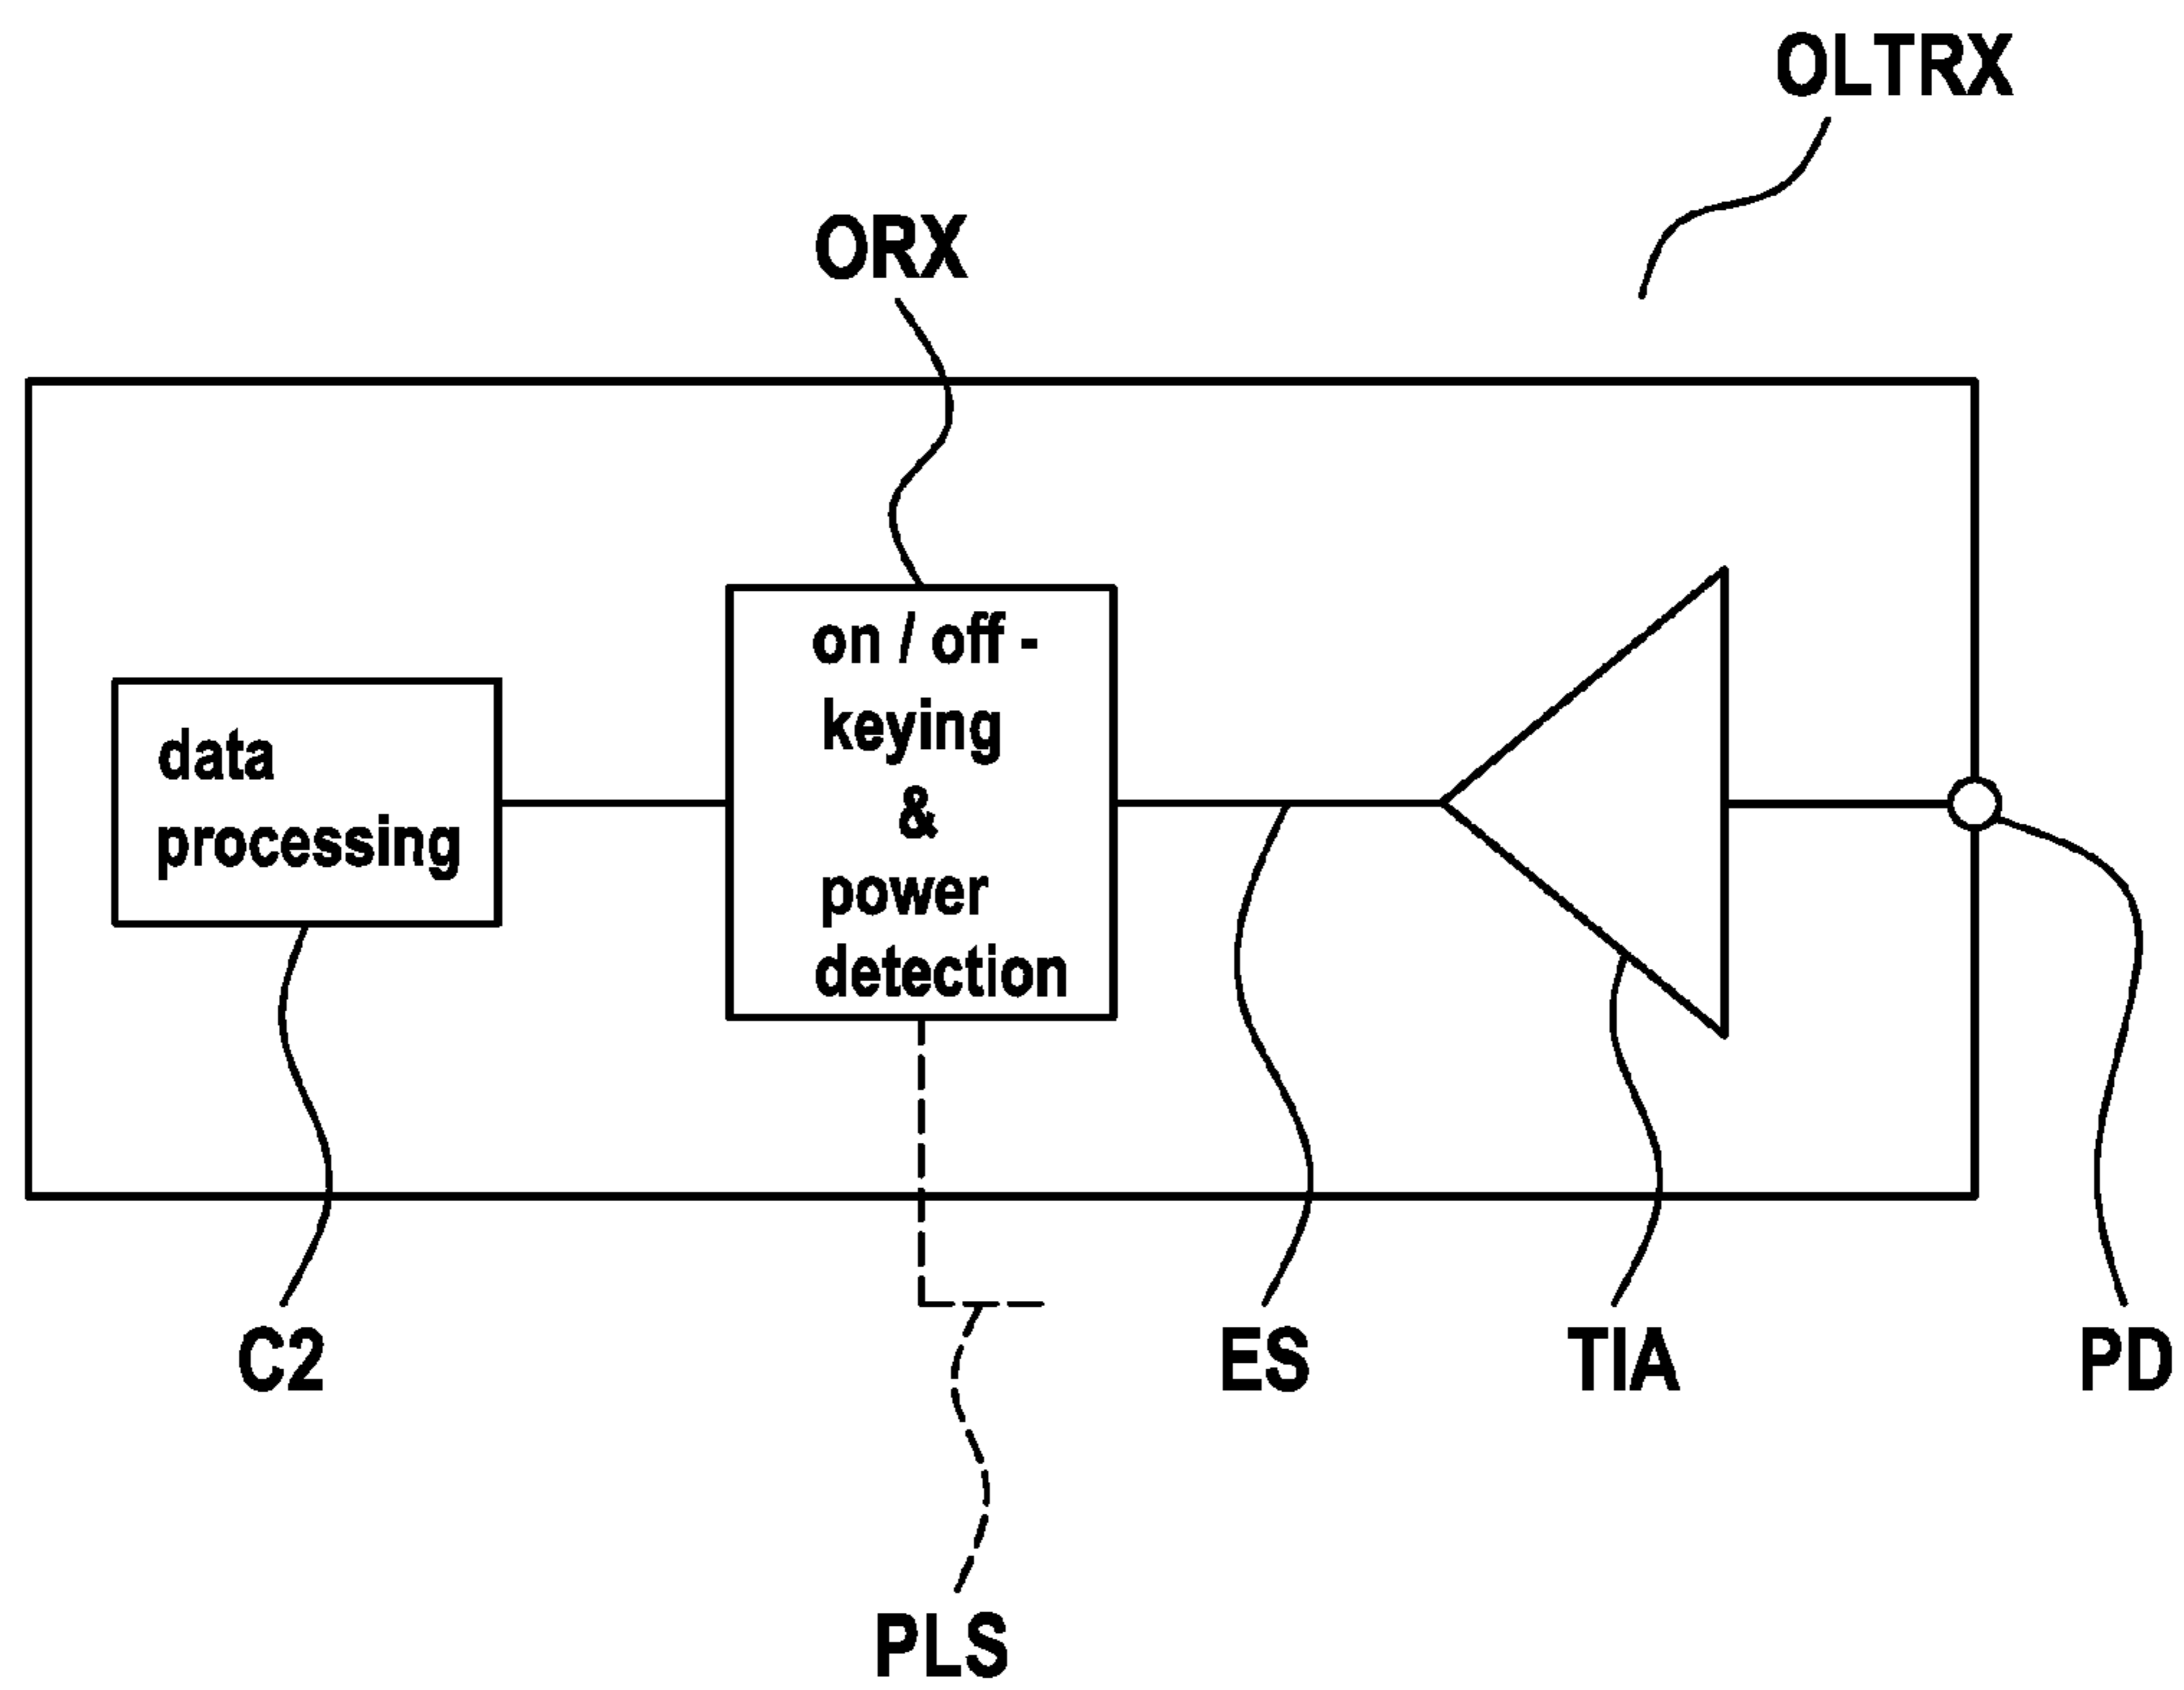 OLTRX
ORX
on / off -
keying
&
power
detection
data
processing
C2
ES
TIA
PD
PLS